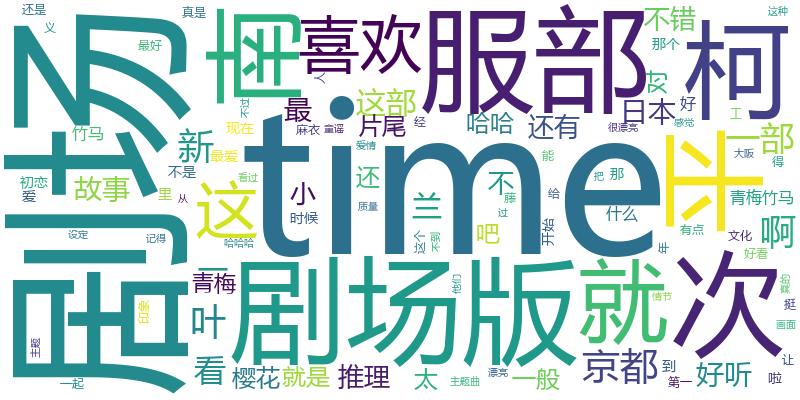 还是
义
真是
最好
南
喜欢
服部
柯
不错
那个
这种
对
剧场
time
最
这部
片尾
哈哈
还有
日本
好
工
很漂亮
感觉
一部
得
大阪
人
不过
竹马
新
现在
麻衣
童谣
经
爱情
能
平
初恋
爱
故事
里
不是
最爱
从
看过
这
小
时候
还
质量
兰
不
藤
过
给
把
那
什么
青梅竹马
啊
设定
记得
哈哈哈
这个
不到
吧
开始
有点
文化
年
好看
青梅
一
剧场版
他们
就
情节
次
挺
印象
叶
画面
主题
看
樱花
就是
推理
太
漂亮
主题曲
一般
京都
到
第一
好听
让
啦
一起